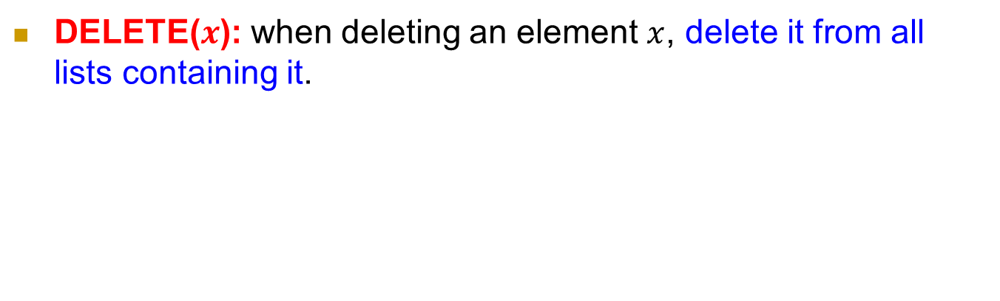 DELETE(𝒙): when deleting an element 𝑥, delete it from all
lists containing it.